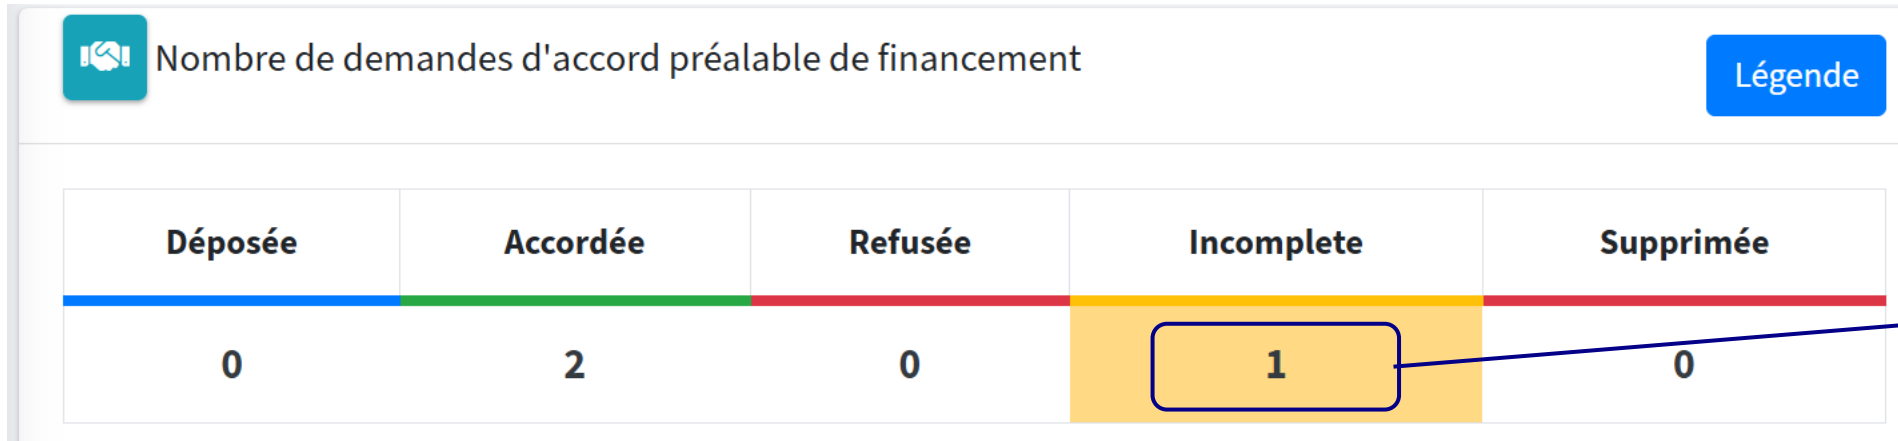 Nombre de demandes d'accord préalable de financement
Légende
Déposée Accordée Refusée Incomplete Supprimée
0 2 0 1 0